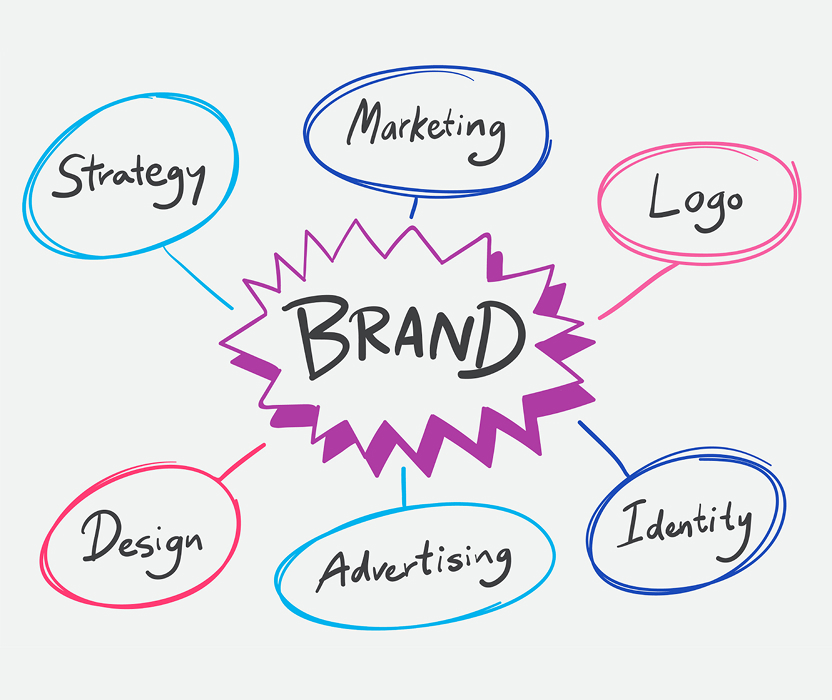 Marketing
Strategy
Logo
BRAND
Design
Advertising
Identity